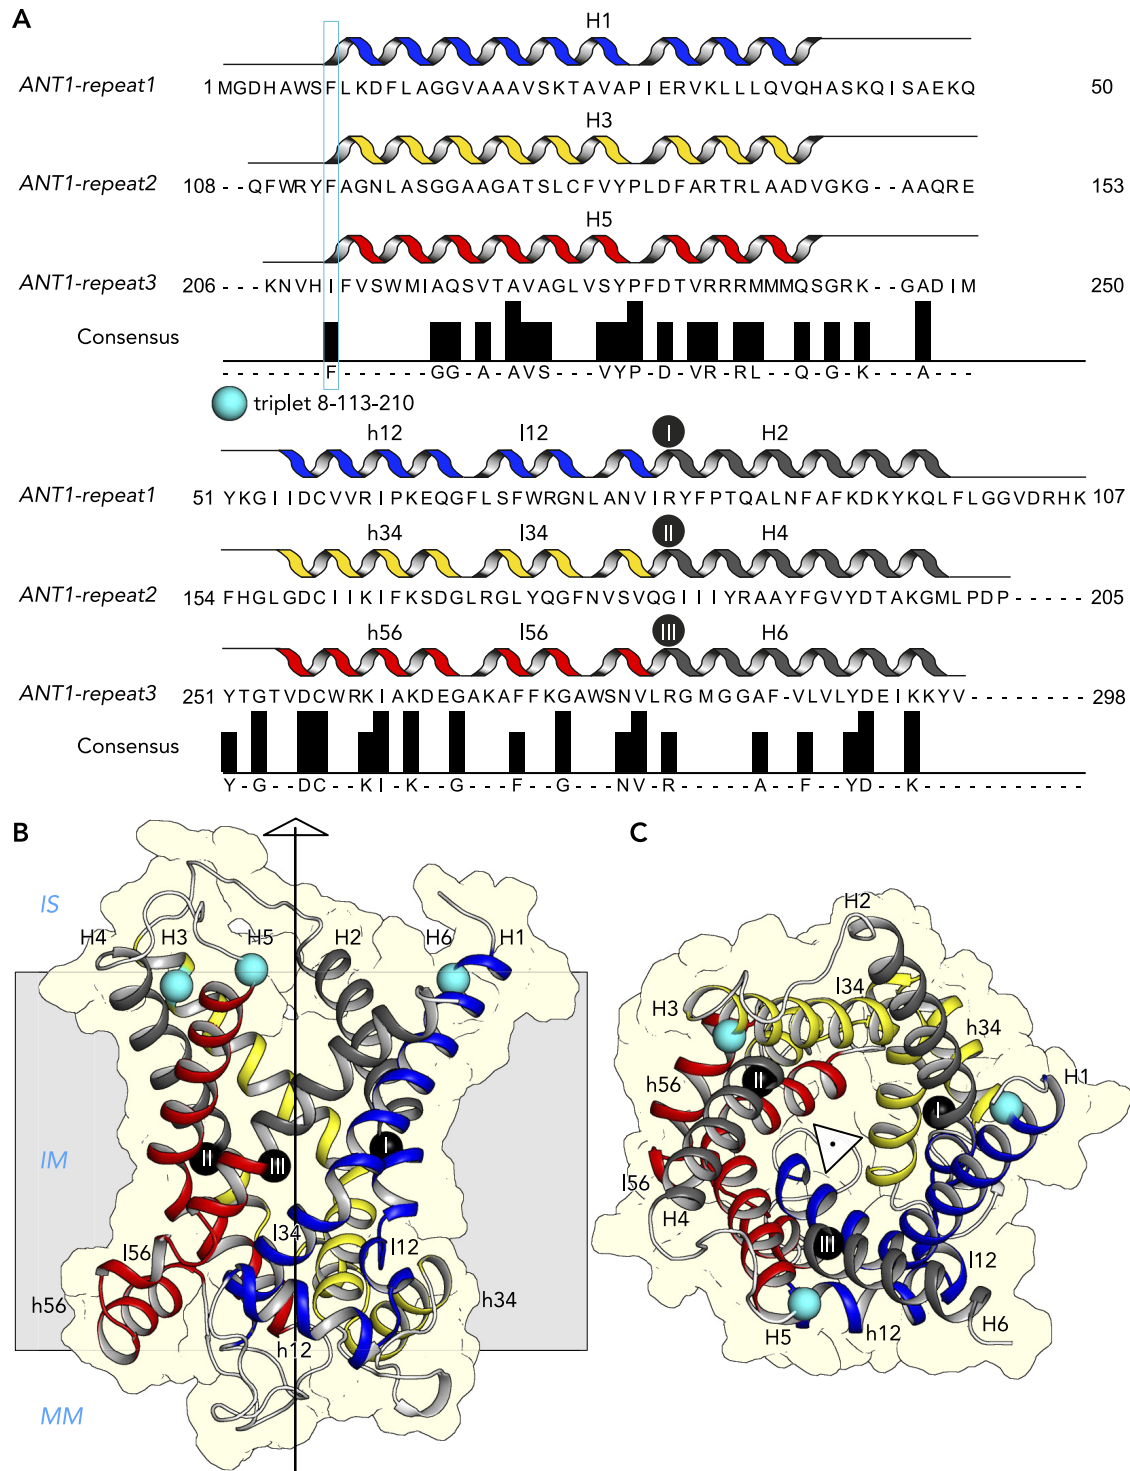 A
H1
ANT1-repeat1 1 MGDHAWSFLKDFLAGGVAAAVSKTAVAPIERVKLLLQVQHASKQISAEKQ 50
H3
ANT1-repeat2 108 --QFWRYFAGNLASGGAAGATSLCFVYPLDFARTRLAADVGKG--AAQRE 153
H5
ANT1-repeat3 206 ---KNVHIFVSWMIAQSVTAVAGLVSYPFDTVRRRMMMQSGRK--GADIM 250
Consensus
-------F------GG-A-AVS---VYP-D-VR-RL--Q-G-K---A---
triplet 8-113-210
h12 l12 I H2
ANT1-repeat1 51 YKGIIDCVVRIPKEQGFLSFWRGNLANVIRYFPTQALNFAFKDKYKQLFLGGVDRHK 107
h34 l34 II H4
ANT1-repeat2 154 FHGLGDCIIKIFKSDGLRGLYQGFNVSVQGIIIYRAAYFGVYDTAKGMLPDP----- 205
h56 l56 III H6
ANT1-repeat3 251 YTGTVDCWRKIAKDEGAKAFFKGAWSNVLRGMGGAF-VLVLYDEIKKYV-------- 298
Consensus
Y-G--DC--KI-K--G---F--G---NV-R-----A--F--YD--K-----------
B
IS
H4 H3 H5 H2 H6 H1
IM
II III I
l34 l12
l56
h56 h34
h12
MM
C
H2
l34
H3
h34
h56 II H1
I
l56
H4
III l12
H5 h12 H6